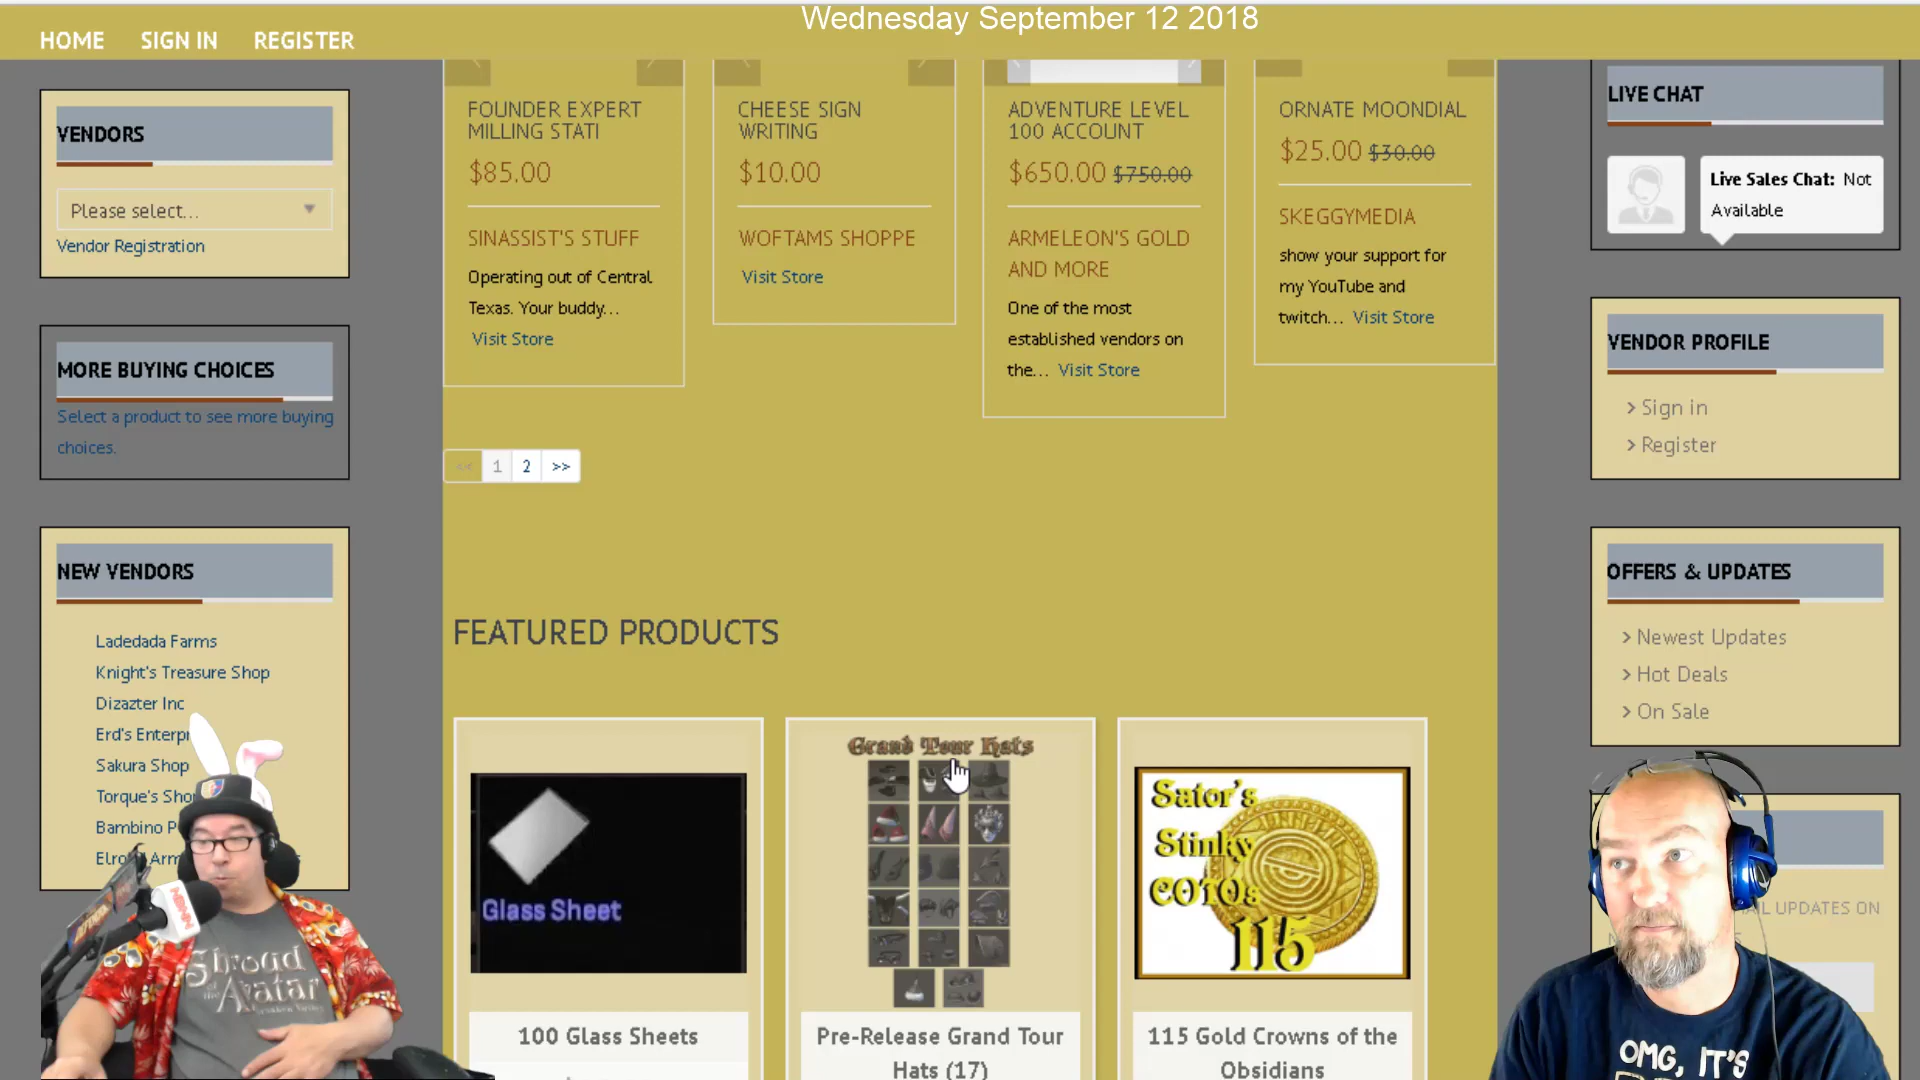 Wednesday September 12 2018
HOME SIGN IN REGISTER
VENDORS
Please select...
Vendor Registration
MORE BUYING CHOICES
Select a product to see more buying
choices.
NEW VENDORS
Ladedada Farms
Knight's Treasure Shop
Dizazter Inc
Erd's
Sakura Shop
Torque's
Bambino
FOUNDER EXPERT
MILLING STATI
$85.00
SINASSIST'S STUFF
Operating out of Central
Texas. Your buddy...
Visit Store
CHEESE SIGN
WRITING
$10.00
WOFTAMS SHOPPE
Visit Store
ADVENTURE LEVEL
100 ACCOUNT
$650.00 $750.00
ARMELEON'S GOLD
AND MORE
One of the most
established vendors on
the... Visit Store
ORNATE MOONDIAL
$25.00 $30.00
SKEGGYMEDIA
show your support for
my YouTube and
twitch... Visit Store
<< 1 2 >>
FEATURED PRODUCTS
Glass Sheet
100 Glass Sheets
Grand Tour Hats
Pre-Release Grand Tour
Hats (17)
Sator's
Stinky
COTOs
115
115 Gold Crowns of the
Obsidians
LIVE CHAT
Live Sales Chat: Not
Available
VENDOR PROFILE
> Sign in
> Register
OFFERS & UPDATES
> Newest Updates
> Hot Deals
> On Sale
UPDATES ON
Shroud
of the
Avatar
OMG, IT'S